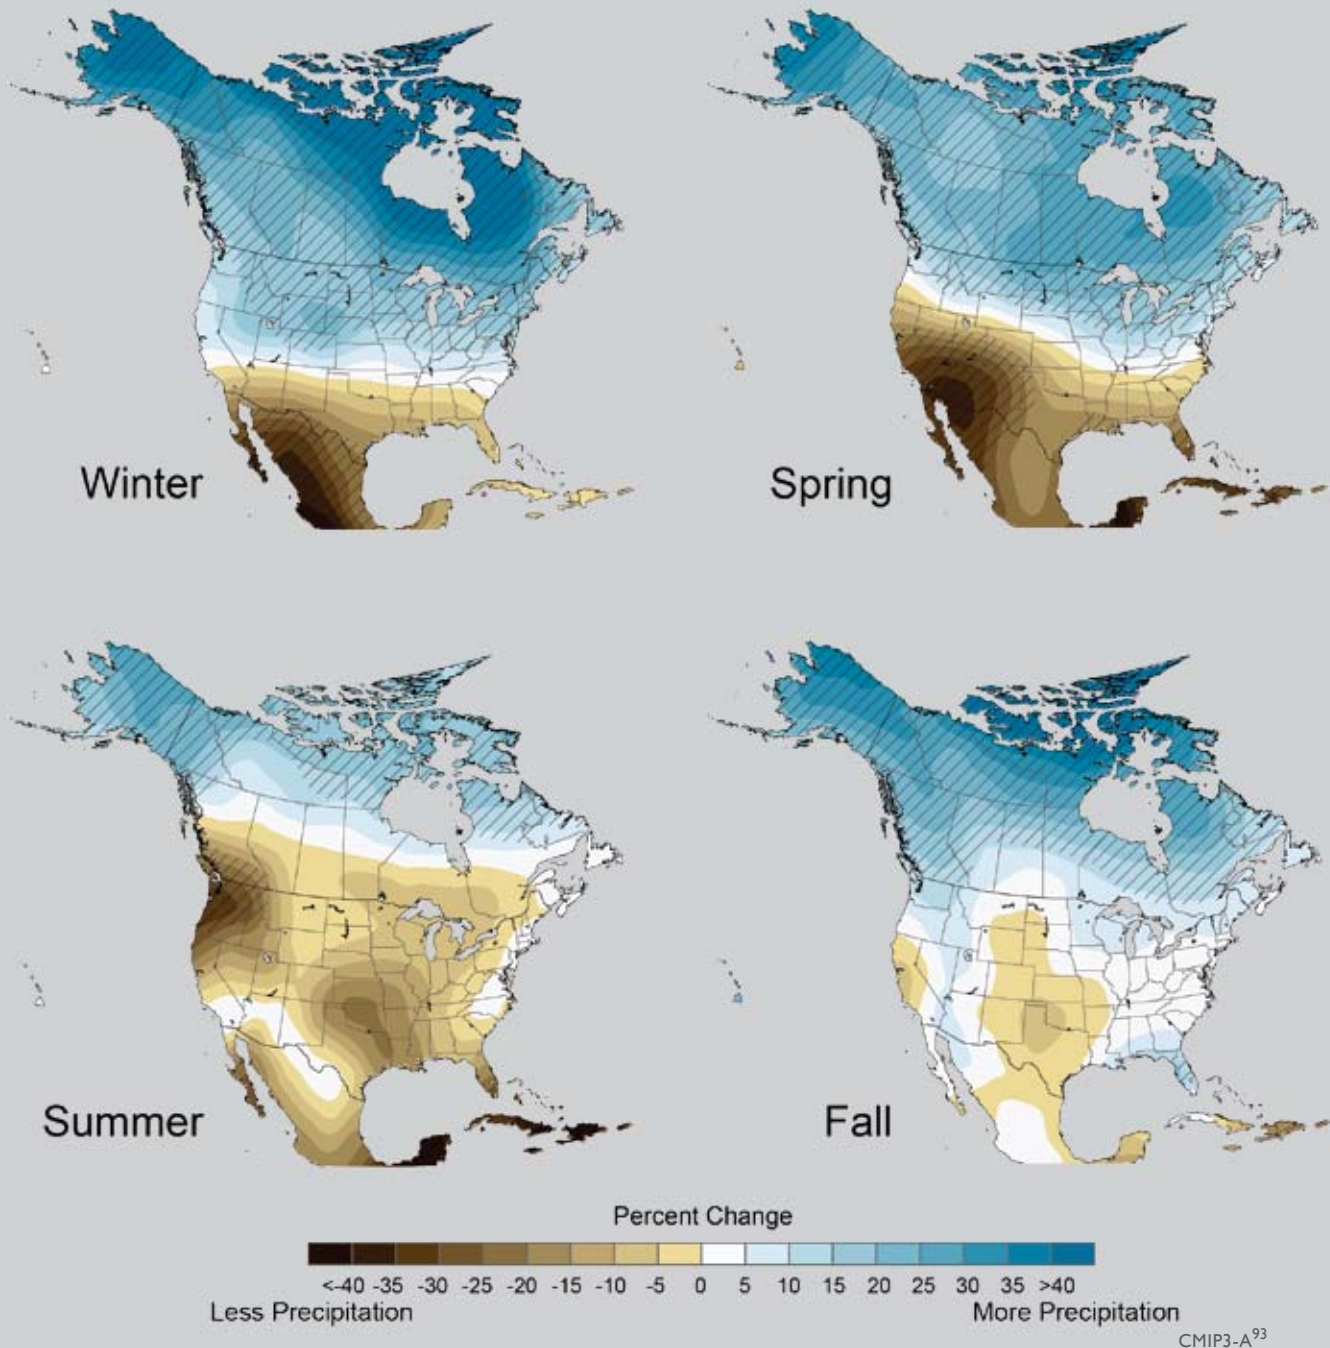 Winter
Spring
Summer
Fall
Percent Change
<-40 -35 -30 -25 -20 -15 -10 -5 0 5 10 15 20 25 30 35 >40
Less Precipitation
More Precipitation
CMIP3-A93